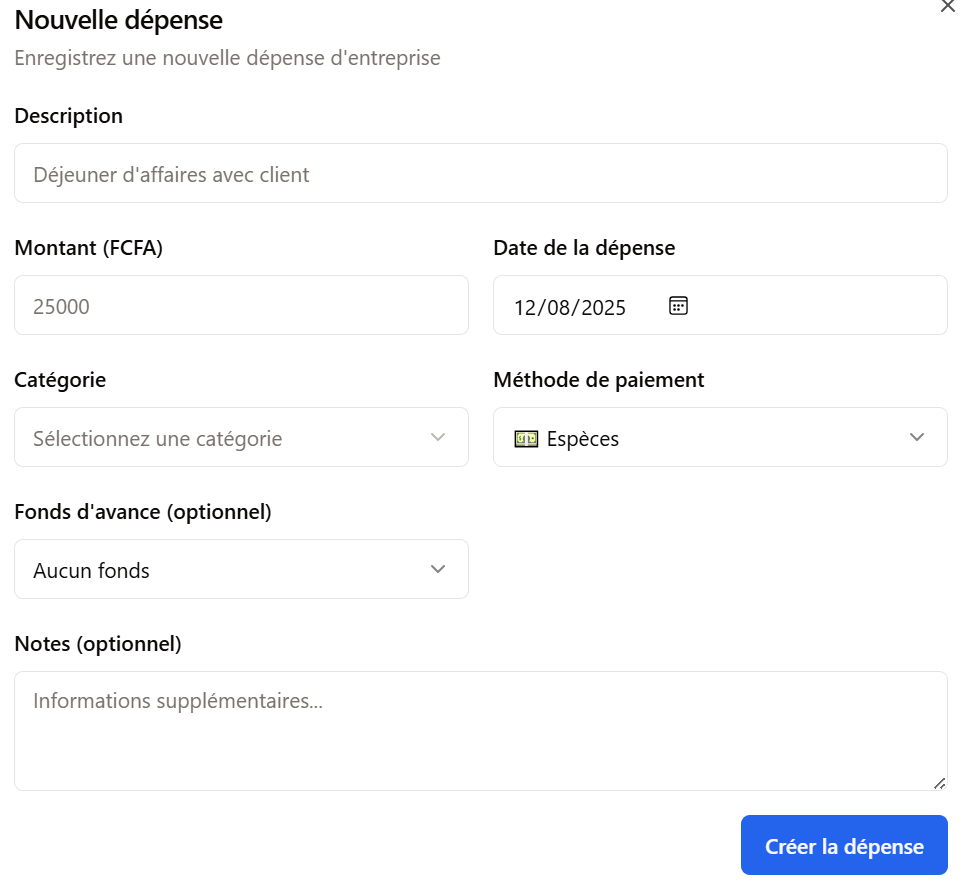 Nouvelle dépense
Enregistrez une nouvelle dépense d'entreprise
Description
Déjeuner d'affaires avec client
Montant (FCFA)
Date de la dépense
25000
12/08/2025
Catégorie
Méthode de paiement
Sélectionnez une catégorie
Espèces
Fonds d'avance (optionnel)
Aucun fonds
Notes (optionnel)
Informations supplémentaires...
Créer la dépense